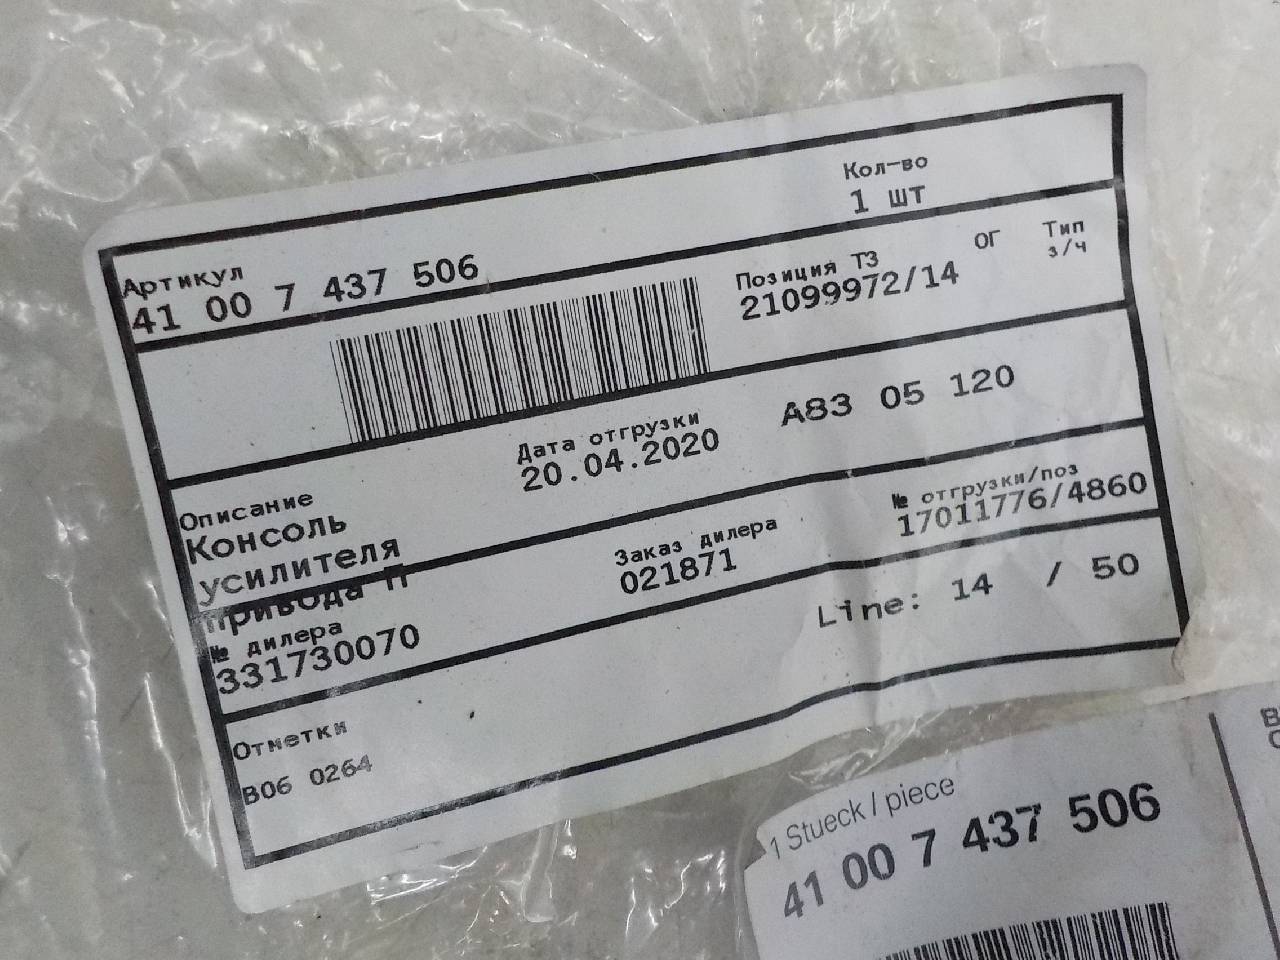 Кол-во
1 шт
Артикул
41 00 7 437 506
Позиция ТЗ
21099972/14
ОГ
Тип
з/ч
Дата отгрузки
20.04.2020
A83 05 120
Описание
Консоль
усилителя
привода П
Заказ дилера
021871
№ отгрузки/поз
17011776/4860
№ дилера
331730070
Line: 14 / 50
Отметки
B06 0264
1 Stueck / piece
41 00 7 437 506